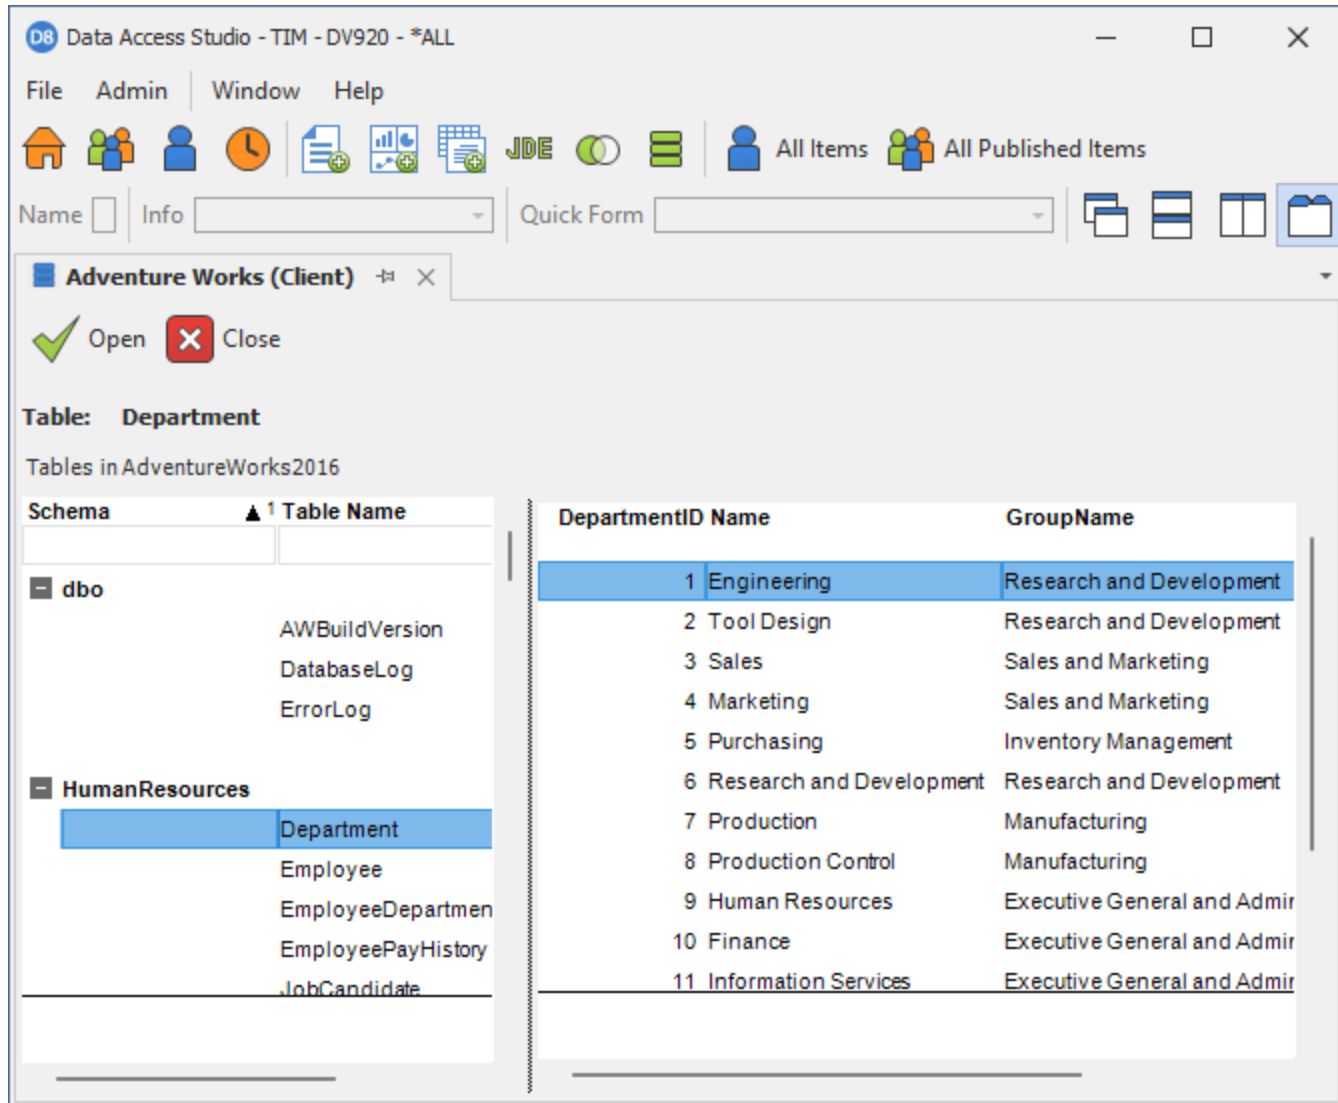 D8 Data Access Studio - TIM - DV920 - *ALL
File Admin Window Help
JDE All Items All Published Items
Name Info Quick Form
Adventure Works (Client)
Open Close
Table: Department
Tables in AdventureWorks2016
Schema 1 Table Name
dbo
AWBuildVersion
DatabaseLog
ErrorLog
HumanResources
Department
Employee
EmployeeDepartmen
EmployeePayHistory
JobCandidate
DepartmentID Name GroupName
1 Engineering Research and Development
2 Tool Design Research and Development
3 Sales Sales and Marketing
4 Marketing Sales and Marketing
5 Purchasing Inventory Management
6 Research and Development Research and Development
7 Production Manufacturing
8 Production Control Manufacturing
9 Human Resources Executive General and Admin
10 Finance Executive General and Admin
11 Information Services Executive General and Admin